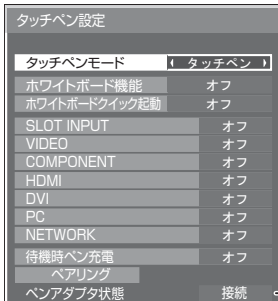 タッチペン設定
タッチペンモード タッチペン
ホワイトボード機能 オフ
ホワイトボードクイック起動 オフ
SLOT INPUT オフ
VIDEO オフ
COMPONENT オフ
HDMI オフ
DVI オフ
PC オフ
NETWORK オフ
待機時ペン充電 オフ
ペアリング
ペンアダプタ状態 接続